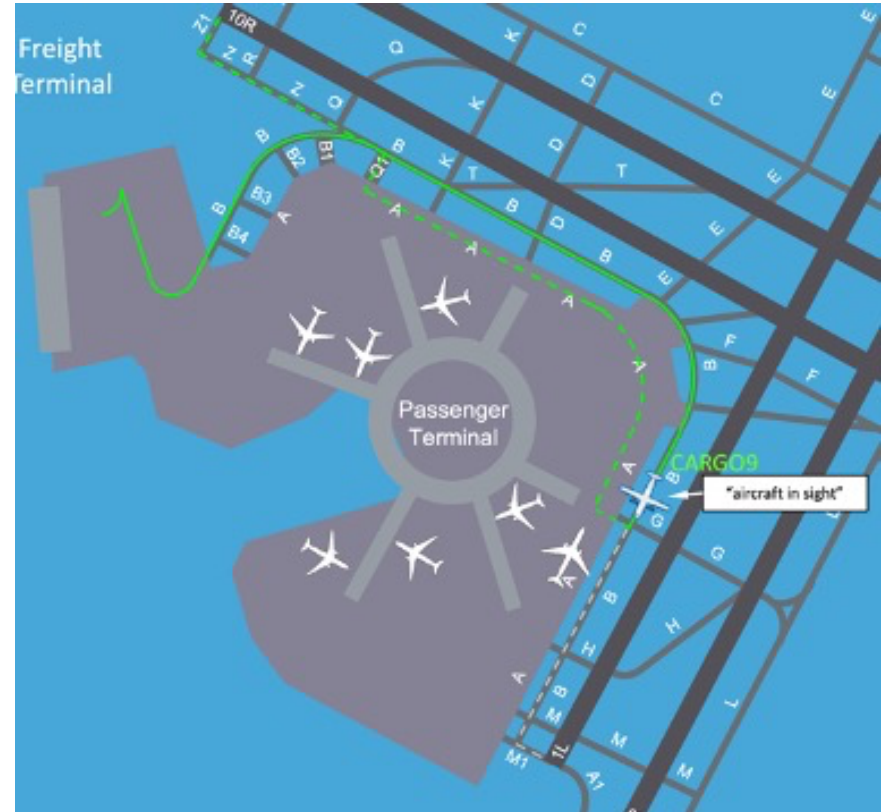 Z1
10R
Freight
Terminal
Z
R
Z
Q
Q
K
C
E
D
K
C
E
B
B2
B1
Q1
B
K
T
D
T
E
B3
B
A
B4
A
B
D
B
E
E
A
A
A
B
F
F
Passenger
Terminal
A
B
CARGO9
"aircraft in sight"
G
G
A
B
H
H
A
B
M
M
M
L
M1
1L
A7